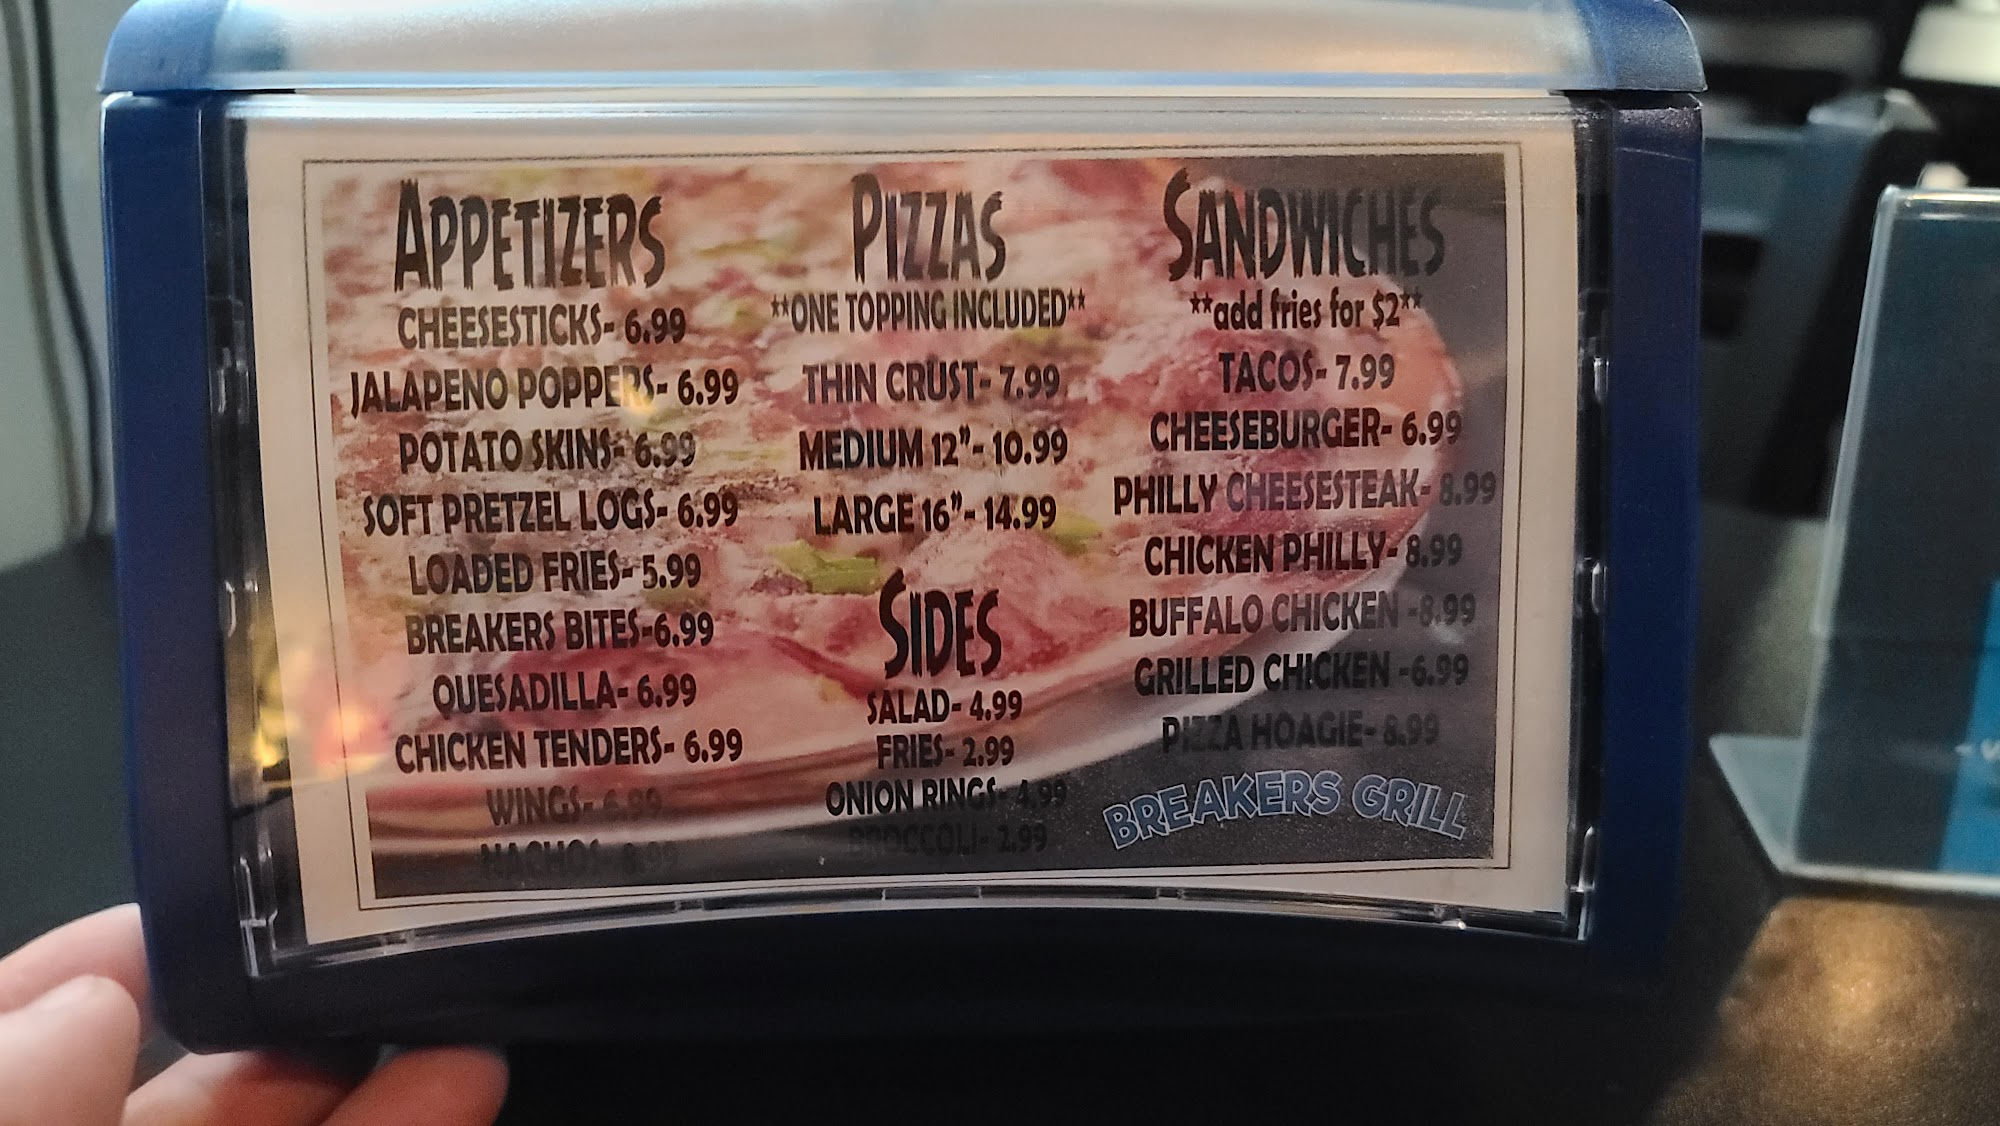 APPETIZERS
CHEESESTICKS- 6.99
JALAPENO POPPERS- 6.99
POTATO SKINS- 6.99
SOFT PRETZEL LOGS- 6.99
LOADED FRIES- 5.99
BREAKERS BITES-6.99
QUESADILLA- 6.99
CHICKEN TENDERS- 6.99
WINGS- 6.99
NACHOS- 8.99
PIZZAS
**ONE TOPPING INCLUDED**
THIN CRUST- 7.99
MEDIUM 12"- 10.99
LARGE 16"- 14.99
SIDES
SALAD- 4.99
FRIES- 2.99
ONION RINGS- 4.99
BROCCOLI- 2.99
SANDWICHES
**add fries for $2**
TACOS- 7.99
CHEESEBURGER- 6.99
PHILLY CHEESESTEAK- 8.99
CHICKEN PHILLY- 8.99
BUFFALO CHICKEN -8.99
GRILLED CHICKEN -6.99
PIZZA HOAGIE- 8.99
BREAKERS GRILL